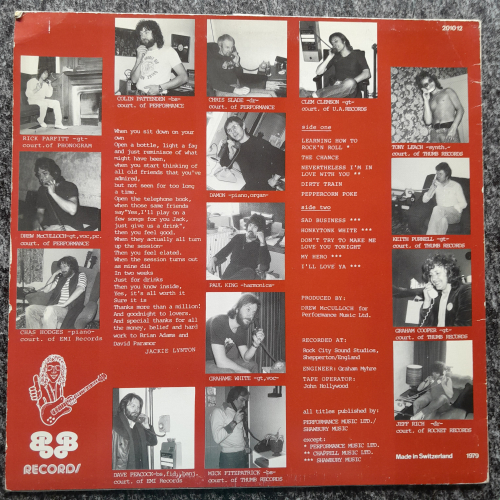 2010 12
RICK PARFITT -gt-
court.of PHONOGRAM
COLIN PATTENDEN -bs-
court. of PERFORMANCE
CHRIS SLADE -dr-
court. of PERFORMANCE
CLEM CLEMSON -gt-
court. of U.A.RECORDS
TONY LEACH -synth.-
court. of THUMB RECORDS
DREW McCULLOCH-gt,voc,pc.
court. of PERFORMANCE
CHAS HODGES -piano-
court. of EMI Records
When you sit down on your
own
Open a bottle, light a fag
and just reminisce of what
might have been,
when you start thinking of
all old friends that you've
admired,
but not seen for too long
a time.
Open the telephone book,
when those same friends
say"Yes,I'll play on a
few songs for you Jack,
just give us a drink",
then you feel good.
When they actually all turn
up the session-
Then you feel elated.
When the session turns out
as mine did
In two weeks
Just for drinks
Then you know inside,
Yes, it's all worth it
Sure it is
Thanks more than a million!
And goodnight to lovers.
And special thanks for all
the money, belief and hard
work to Brian Adams and
David Paramor
JACKIE LYNTON
DAMON -piano,organ-
PAUL KING -harmonica-
GRAHAME WHITE -gt,voc-
side one
LEARNING HOW TO
ROCK'N ROLL *
THE CHANCE
NEVERTHELESS I'M IN
LOVE WITH YOU **
DIRTY TRAIN
PEPPERCORN POKE
side two
SAD BUSINESS ***
HONKYTONK WHITE ***
DON'T TRY TO MAKE ME
LOVE YOU TONIGHT
MY HERO ***
I'LL LOVE YA ***
PRODUCED BY:
DREW McCULLOCH for
Performance Music Ltd.
RECORDED AT:
Rock City Sound Studios,
Shepperton/England
ENGINEER: Graham Myhre
TAPE OPERATOR:
John Hollywood
all titles published by:
PERFORMANCE MUSIC LTD./
SHAWBURY MUSIC
except:
* PERFORMANCE MUSIC LTD.
** CHAPPELL MUSIC LTD.
*** SHAWBURY MUSIC
KEITH PURNELL -gt-
court. of THUMB RECORDS
GRAHAM COOPER -gt-
court. of THUMB RECORDS
JEFF RICH -dr-
court. of ROCKET RECORDS
BB
RECORDS
DAVE PEACOCK-bs,fid,banj.
court. of EMI Records
MICK FITZPATRICK -bs-
court. of THUMB RECORDS
Made in Switzerland
1979